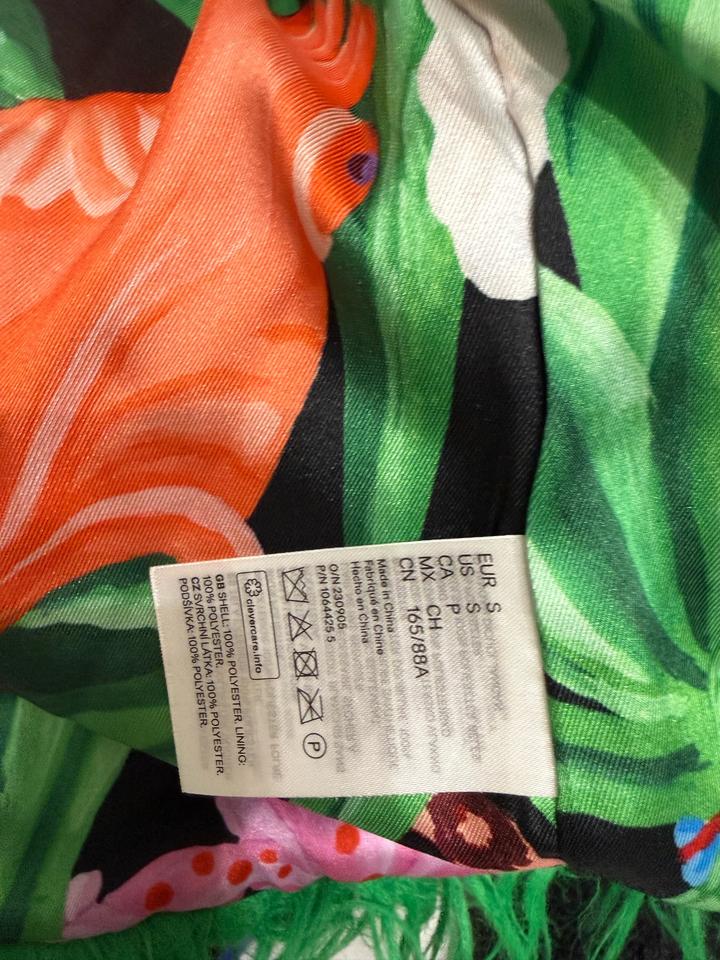 EUR S
US S
CA P
MX CH
CN 165/88A
Made in China
Fabriqué en Chine
Hecho en China
O/N 230905
P/N 1064425 5
P
clevercare.info
GB SHELL: 100% POLYESTER. LINING:
100% POLYESTER.
CZ SVRCHNÍ LÁTKA: 100% POLYESTER.
PODŠÍVKA: 100% POLYESTER.